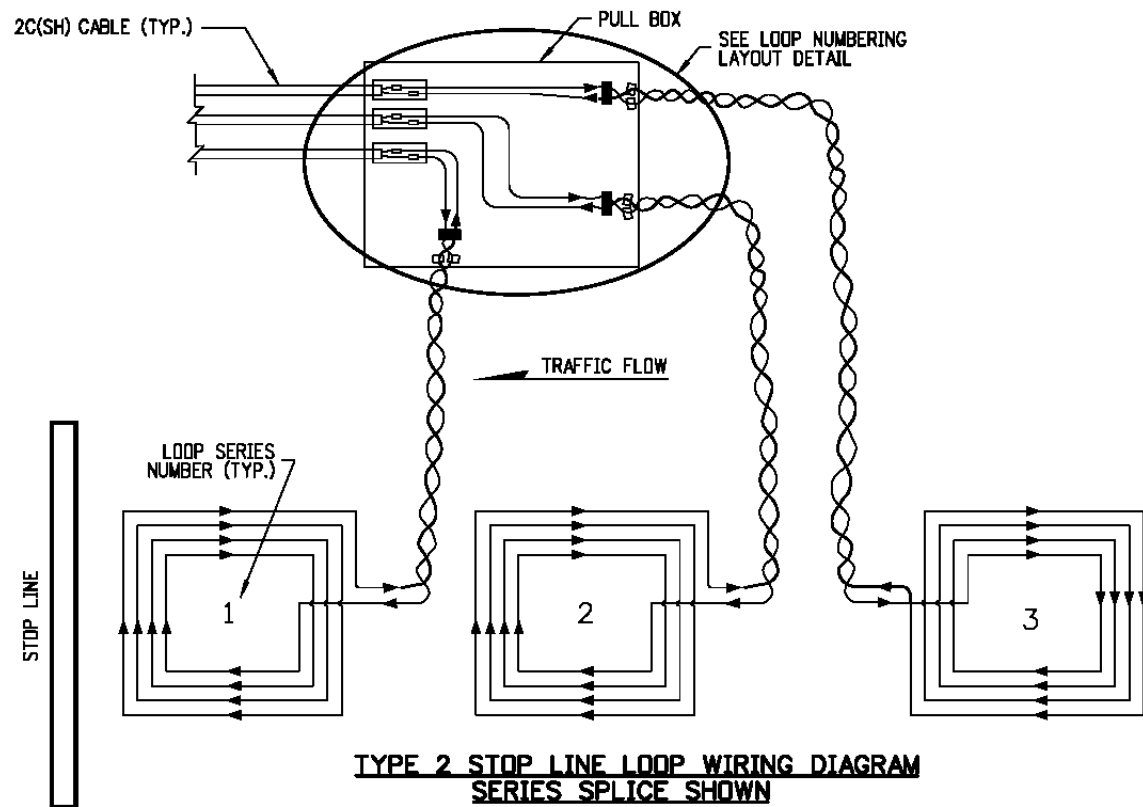 2C(SH) CABLE (TYP.)
PULL BOX
SEE LOOP NUMBERING
LAYOUT DETAIL
TRAFFIC FLOW
LOOP SERIES
NUMBER (TYP.)
STOP LINE
1
2
3
TYPE 2 STOP LINE LOOP WIRING DIAGRAM
SERIES SPLICE SHOWN